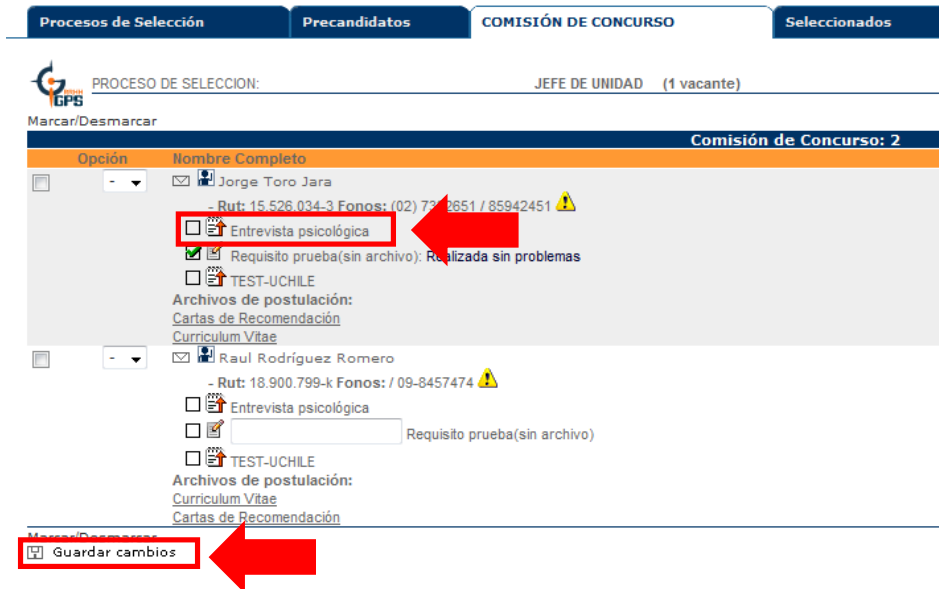 Procesos de Selección Precandidatos COMISIÓN DE CONCURSO Seleccionados
GPS PROCESO DE SELECCION: JEFE DE UNIDAD (1 vacante)
Marcar/Desmarcar
Comisión de Concurso: 2
Opción Nombre Completo
- Jorge Toro Jara
- Rut: 15.526.034-3 Fonos: (02) 2651 / 85942451
Entrevista psicológica
Requisito prueba(sin archivo): Realizada sin problemas
TEST-UCHILE
Archivos de postulación:
Cartas de Recomendación
Curriculum Vitae
- Raul Rodríguez Romero
- Rut: 18.900.799-k Fonos: / 09-8457474
Entrevista psicológica
Requisito prueba(sin archivo)
TEST-UCHILE
Archivos de postulación:
Curriculum Vitae
Cartas de Recomendación
Marcar/Desmarcar
Guardar cambios